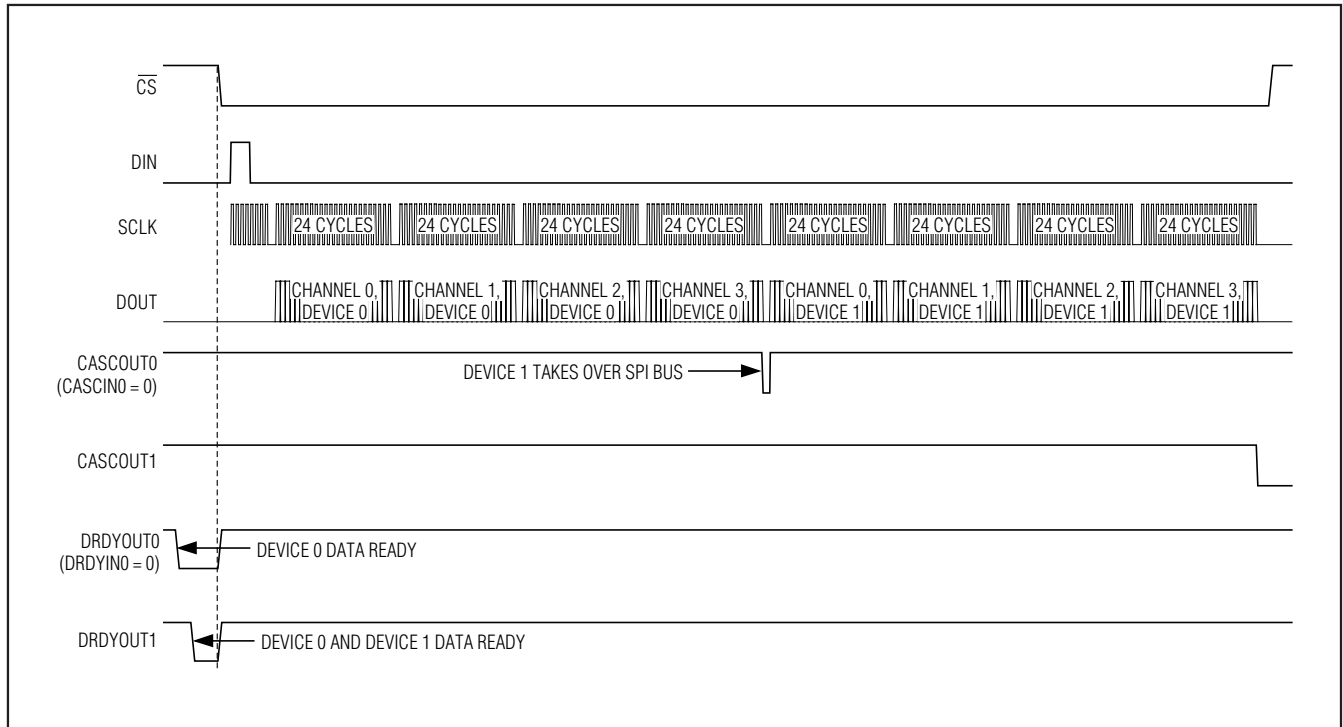 CS
DIN
SCLK
24 CYCLES 24 CYCLES 24 CYCLES 24 CYCLES 24 CYCLES 24 CYCLES 24 CYCLES 24 CYCLES
DOUT
CHANNEL 0, CHANNEL 1, CHANNEL 2, CHANNEL 3, CHANNEL 0, CHANNEL 1, CHANNEL 2, CHANNEL 3,
DEVICE 0 DEVICE 0 DEVICE 0 DEVICE 0 DEVICE 1 DEVICE 1 DEVICE 1 DEVICE 1
CASCOUT0
(CASCIN0 = 0)
DEVICE 1 TAKES OVER SPI BUS
CASCOUT1
DRDYOUT0
(DRDYIN0 = 0)
DEVICE 0 DATA READY
DRDYOUT1
DEVICE 0 AND DEVICE 1 DATA READY